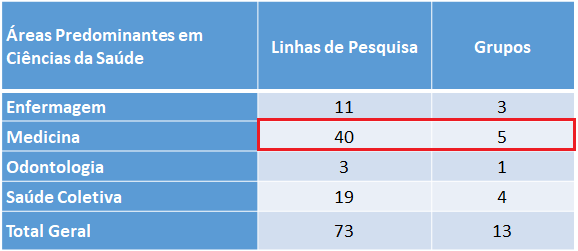 Áreas Predominantes em
Ciências da Saúde
Linhas de Pesquisa Grupos
Enfermagem 11 3
Medicina 40 5
Odontologia 3 1
Saúde Coletiva 19 4
Total Geral 73 13